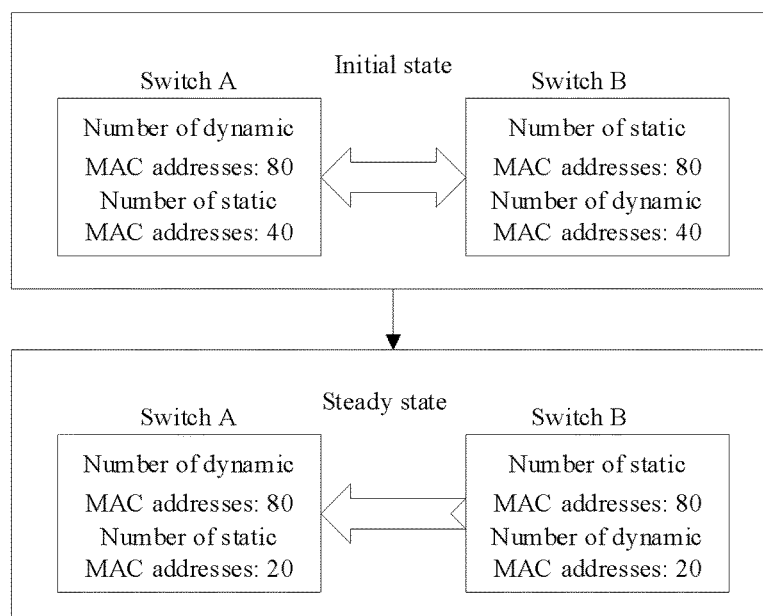 Initial state
Switch A
Switch B
Number of dynamic
MAC addresses: 80
Number of static
MAC addresses: 40
Number of static
MAC addresses: 80
Number of dynamic
MAC addresses: 40
Steady state
Switch A
Switch B
Number of dynamic
MAC addresses: 80
Number of static
MAC addresses: 20
Number of static
MAC addresses: 80
Number of dynamic
MAC addresses: 20